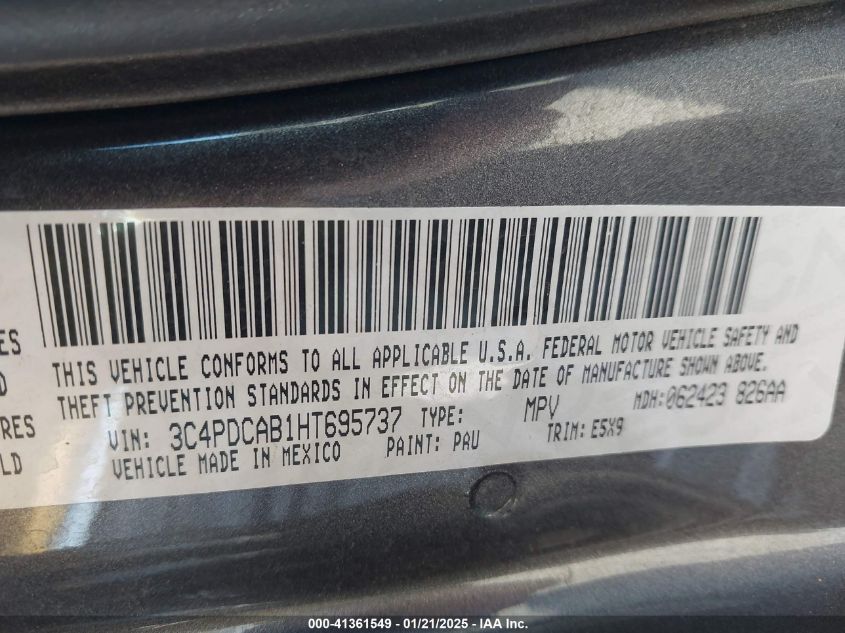 ES
D
TRES
LD
THIS VEHICLE CONFORMS TO ALL APPLICABLE U.S.A. FEDERAL MOTOR VEHICLE SAFETY AND
THEFT PREVENTION STANDARDS IN EFFECT ON THE DATE OF MANUFACTURE SHOWN ABOVE.
VIN: 3C4PDCAB1HT695737 TYPE: MPV MDH:062423 826AA
VEHICLE MADE IN MEXICO PAINT: PAU TRIM: E5X9
000-41361549 - 01/21/2025 - IAA Inc.